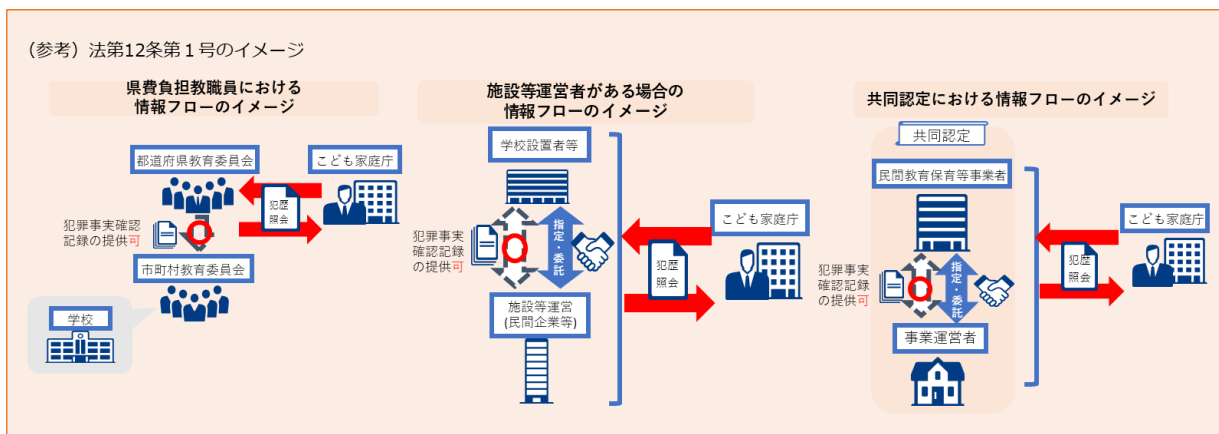 (参考)法第12条第1号のイメージ
県費負担教職員における
情報フローのイメージ
都道府県教育委員会
こども家庭庁
犯歴
照会
犯罪事実確認
記録の提供可
市町村教育委員会
学校
施設等運営者がある場合の
情報フローのイメージ
学校設置者等
犯罪事実
確認記録
の提供可
指定・委託
施設等運営
(民間企業等)
こども家庭庁
犯歴
照会
共同認定における情報フローのイメージ
共同認定
民間教育保育等事業者
犯罪事実
確認記録
の提供可
指定・委託
事業運営者
こども家庭庁
犯歴
照会